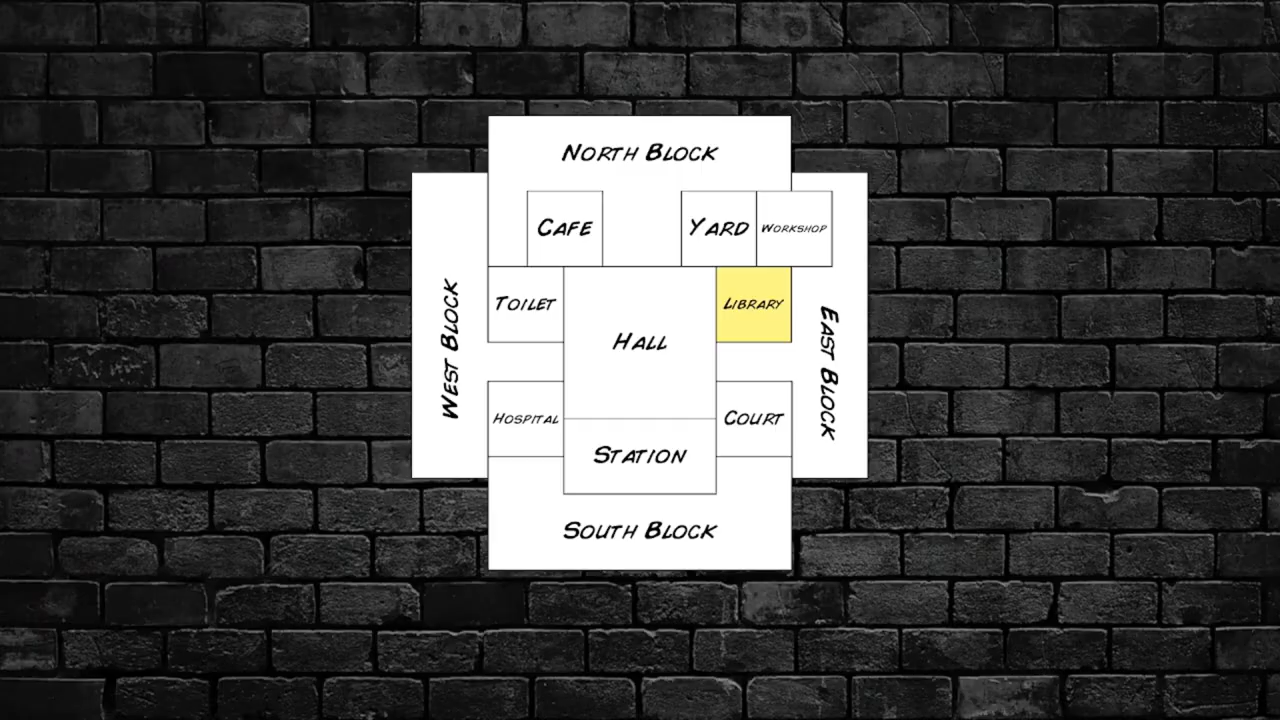 North Block
Cafe
Yard
Workshop
West Block
Toilet
Hall
Library
East Block
Hospital
Station
Court
South Block